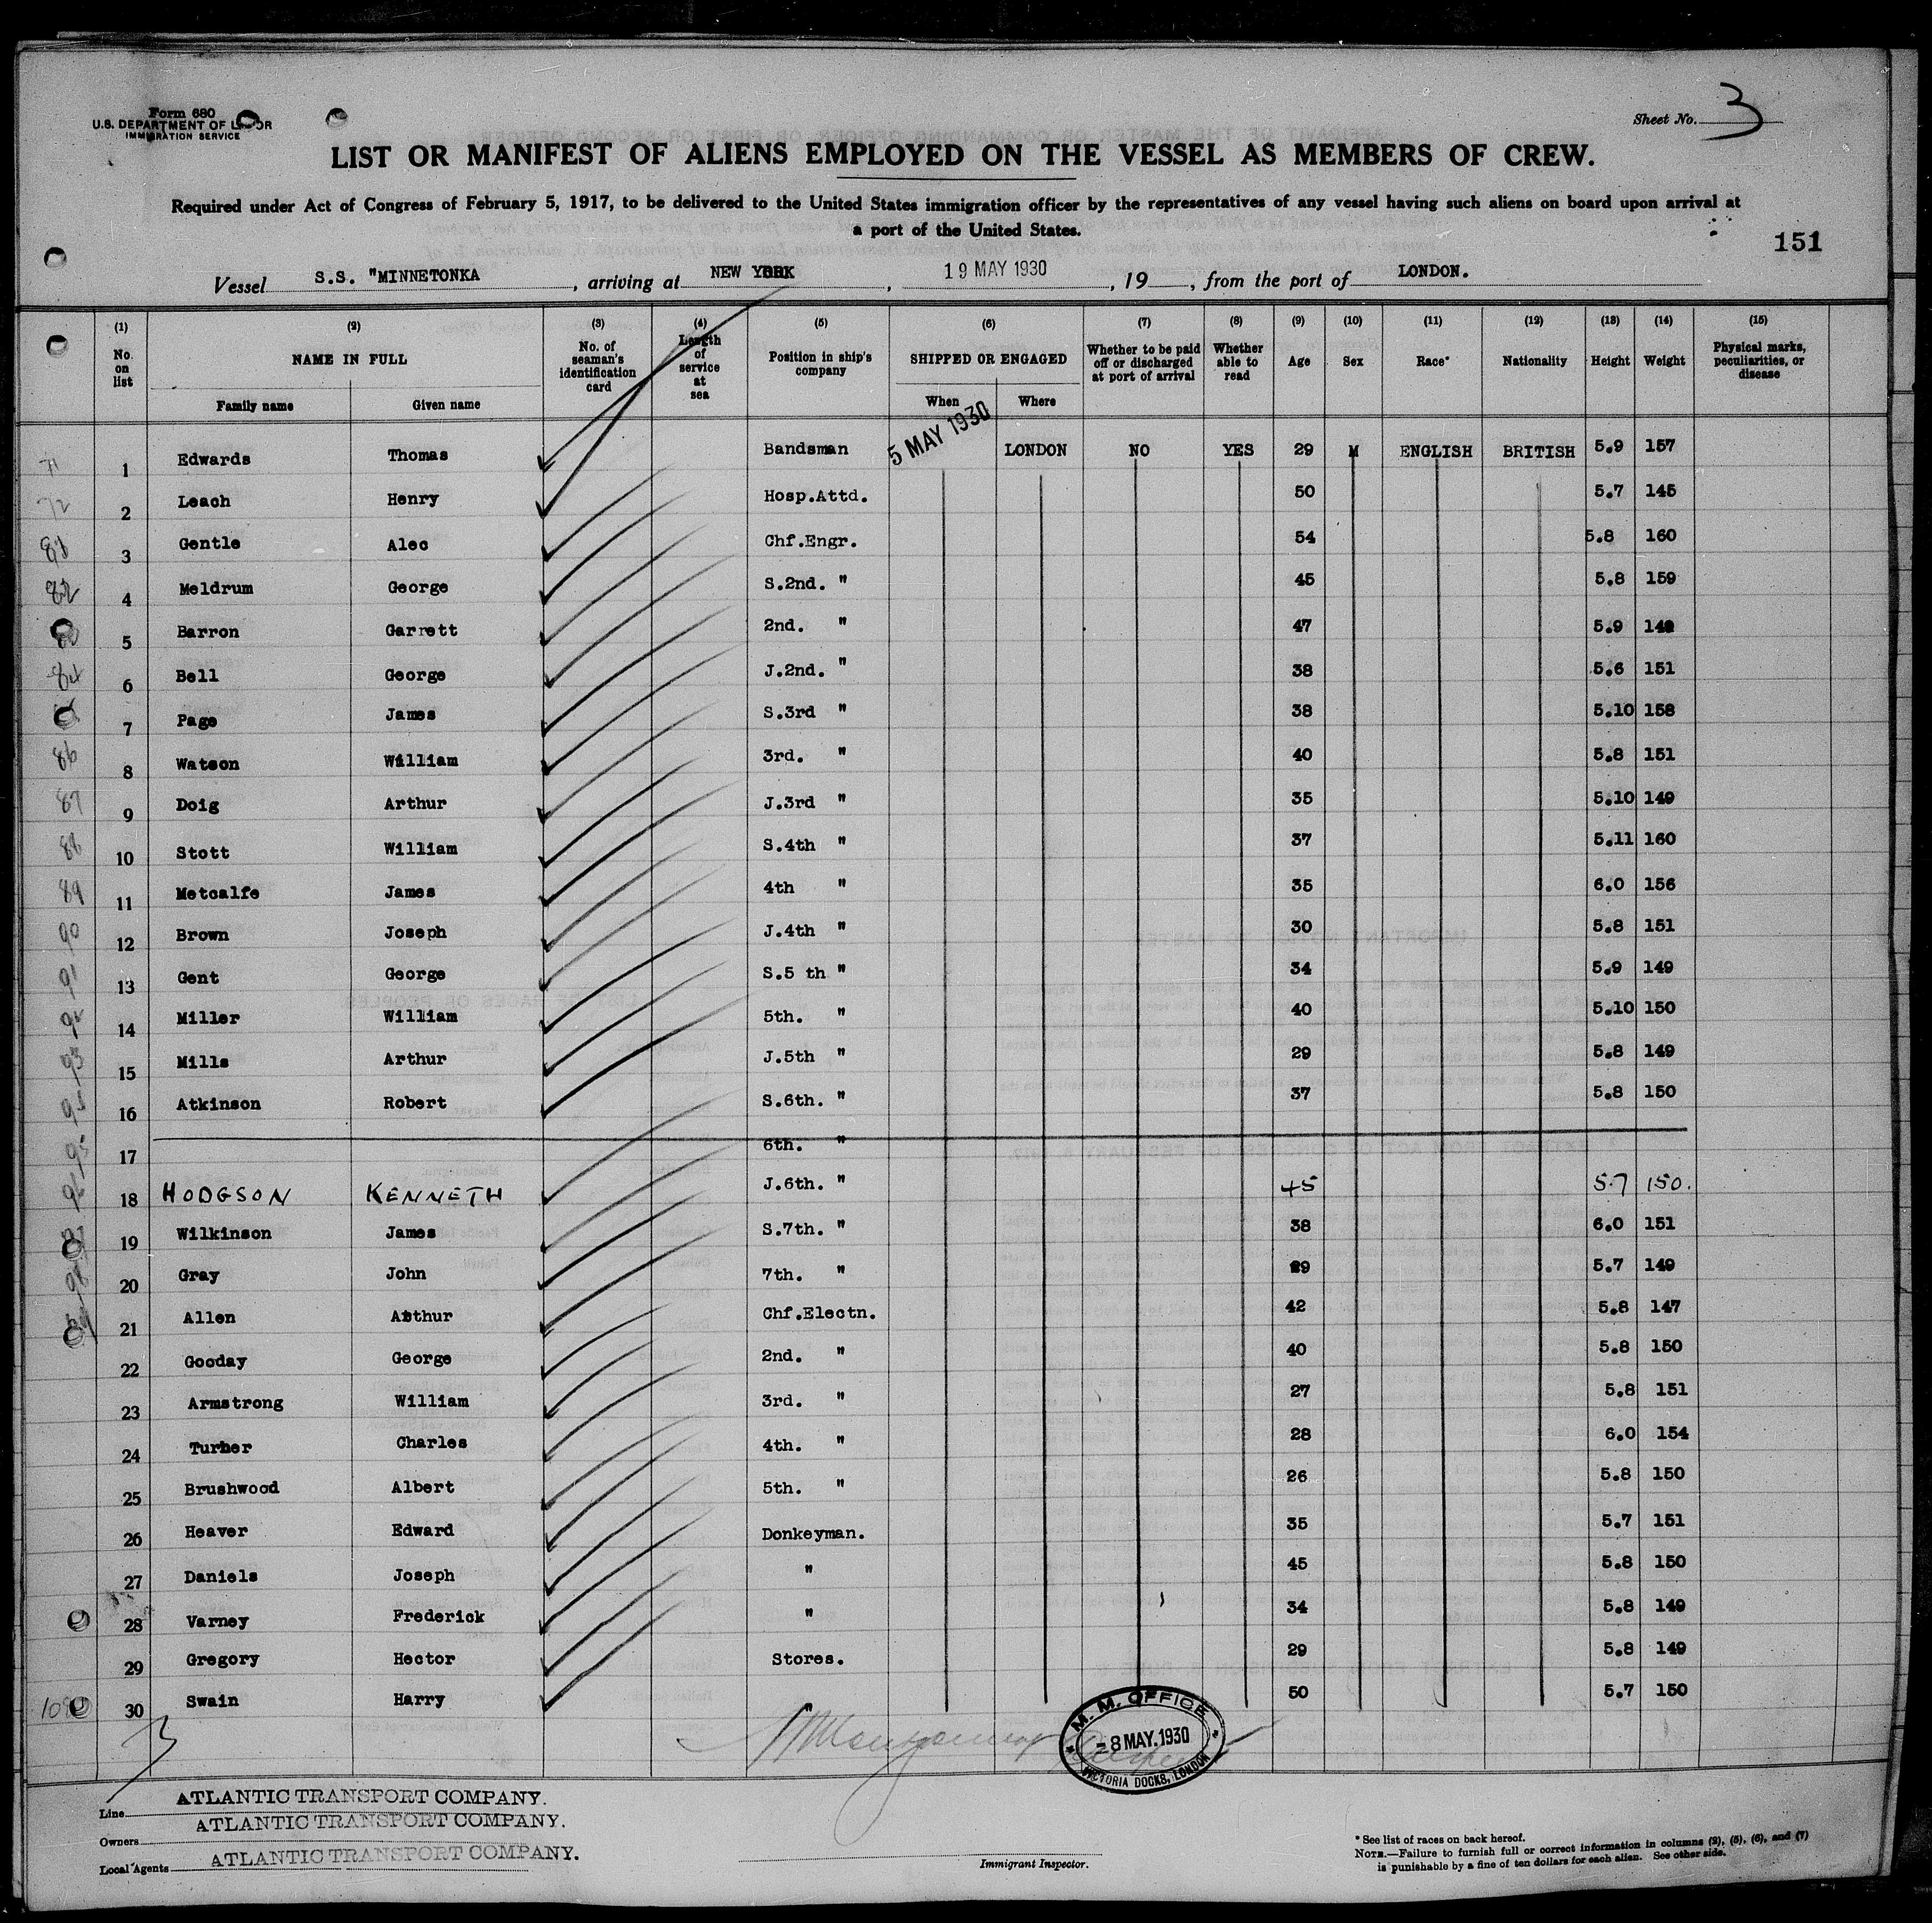 Form 680
U.S. DEPARTMENT OF LABOR
IMMIGRATION SERVICE
Sheet No. 3
LIST OR MANIFEST OF ALIENS EMPLOYED ON THE VESSEL AS MEMBERS OF CREW.
Required under Act of Congress of February 5, 1917, to be delivered to the United States immigration officer by the representatives of any vessel having such aliens on board upon arrival at
a port of the United States.
151
Vessel S.S. "MINNETONKA , arriving at NEW YORK , 19 MAY 1930 , 19 , from the port of LONDON.
(1) (2) (3) (4) (5) (6) (7) (8) (9) (10) (11) (12) (13) (14) (15)
No. on list NAME IN FULL Family name Given name No. of seaman's identification card Length of service at sea Position in ship's company SHIPPED OR ENGAGED When Where Whether to be paid off or discharged at port of arrival Whether able to read Age Sex Race* Nationality Height Weight Physical marks, peculiarities, or disease
71 1 Edwards Thomas Bandsman 5 MAY 1930 LONDON NO YES 29 M ENGLISH BRITISH 5.9 157
72 2 Leach Henry Hosp.Attd. 50 5.7 145
81 3 Gentle Alec Chf.Engr. 54 5.8 160
82 4 Meldrum George S.2nd. " 45 5.8 159
5 Barron Garrett 2nd. " 47 5.9 149
84 6 Bell George J.2nd. " 38 5.6 151
7 Page James S.3rd " 38 5.10 158
86 8 Watson William 3rd. " 40 5.8 151
87 9 Doig Arthur J.3rd " 35 5.10 149
88 10 Stott William S.4th " 37 5.11 160
89 11 Metcalfe James 4th " 35 6.0 156
90 12 Brown Joseph J.4th " 30 5.8 151
91 13 Gent George S.5 th " 34 5.9 149
92 14 Miller William 5th. " 40 5.10 150
93 15 Mills Arthur J.5th " 29 5.8 149
94 16 Atkinson Robert S.6th. " 37 5.8 150
95 17 6th. "
96 18 HODGSON KENNETH J.6th. " 45 5.7 150.
19 Wilkinson James S.7th. " 38 6.0 151
98 20 Gray John 7th. " 29 5.7 149
21 Allen Arthur Chf.Electn. 42 5.8 147
22 Gooday George 2nd. " 40 5.8 150
23 Armstrong William 3rd. " 27 5.8 151
24 Turner Charles 4th. " 28 6.0 154
25 Brushwood Albert 5th. " 26 5.8 150
26 Heaver Edward Donkeyman. 35 5.7 151
27 Daniels Joseph " 45 5.8 150
28 Varney Frederick " 34 5.8 149
29 Gregory Hector Stores. 29 5.8 149
30 Swain Harry " 50 5.7 150
M. M. OFFICE
- 8 MAY. 1930
VICTORIA DOCKS, LONDON
Line ATLANTIC TRANSPORT COMPANY.
Owners ATLANTIC TRANSPORT COMPANY.
Local Agents ATLANTIC TRANSPORT COMPANY.
Immigrant Inspector.
* See list of races on back hereof.
NOTE.—Failure to furnish full or correct information in columns (2), (5), (6), and (7)
is punishable by a fine of ten dollars for each alien. See other side.